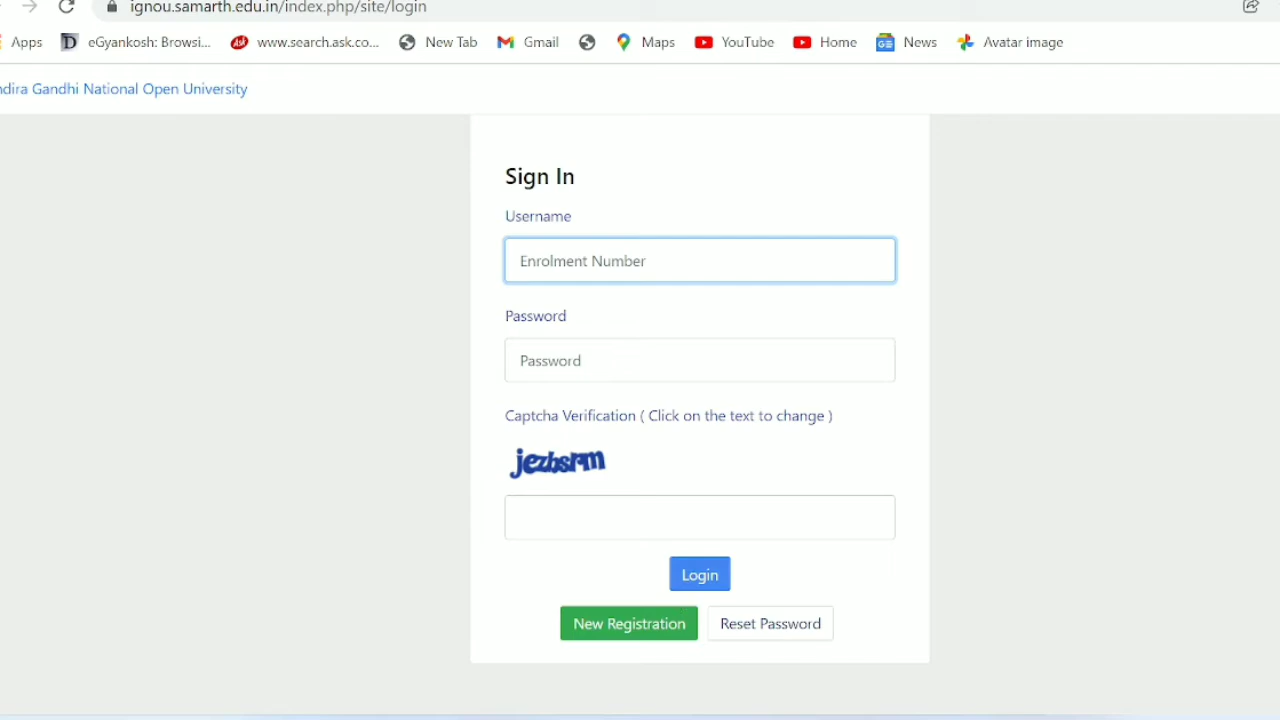 ignou.samarth.edu.in/index.php/site/login
Apps eGyankosh: Browsi... www.search.ask.co... New Tab Gmail Maps YouTube Home News Avatar image
ndira Gandhi National Open University
Sign In
Username
Enrolment Number
Password
Password
Captcha Verification ( Click on the text to change )
jezhsrm
Login
New Registration Reset Password